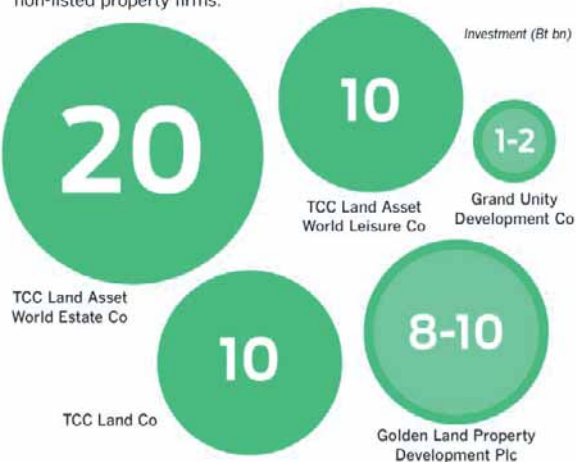 non-listed property firms.
Investment (Bt bn)
20
TCC Land Asset
World Estate Co
10
TCC Land Asset
World Leisure Co
1-2
Grand Unity
Development Co
10
TCC Land Co
8-10
Golden Land Property
Development Plc